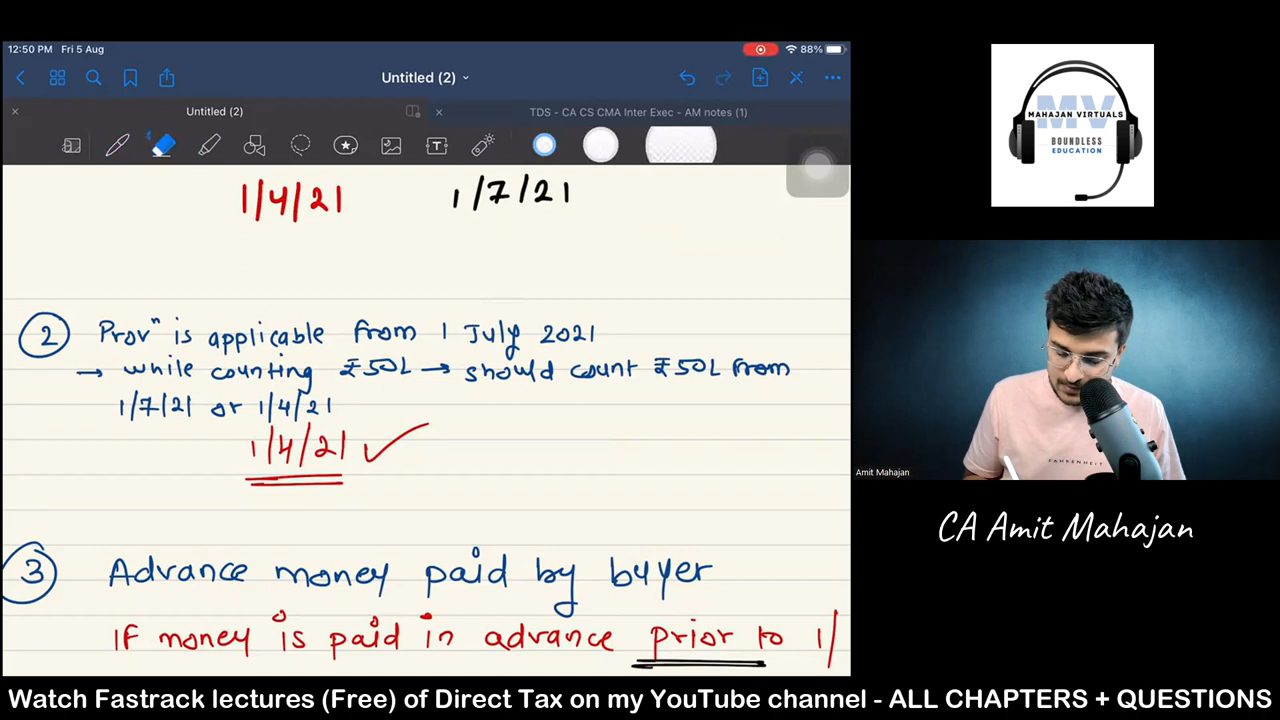 12:50 PM Fri 5 Aug
88%
Untitled (2)
Untitled (2)
TDS - CA CS CMA Inter Exec - AM notes (1)
1/4/21 1/7/21
2 Provⁿ is applicable from 1 July 2021
→ while counting ₹50L → should count ₹50L from
1/7/21 or 1/4/21
1/4/21 ✓
3 Advance money paid by buyer
If money is paid in advance prior to 1/
MV
MAHAJAN VIRTUALS
BOUNDLESS
EDUCATION
FAHRENHEIT
Amit Mahajan
CA Amit Mahajan
Watch Fastrack lectures (Free) of Direct Tax on my YouTube channel - ALL CHAPTERS + QUESTIONS